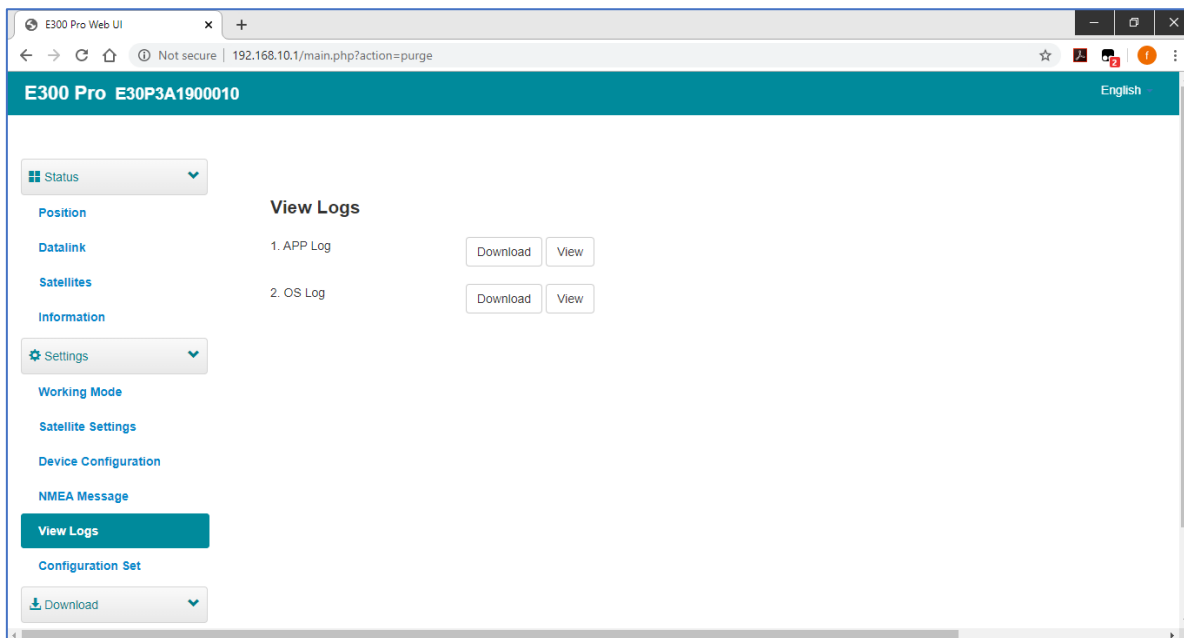 E300 Pro Web UI
Not secure | 192.168.10.1/main.php?action=purge
2
f
E300 Pro E30P3A1900010
English
Status
Position
Datalink
Satellites
Information
Settings
Working Mode
Satellite Settings
Device Configuration
NMEA Message
View Logs
Configuration Set
Download
View Logs
1. APP Log Download View
2. OS Log Download View